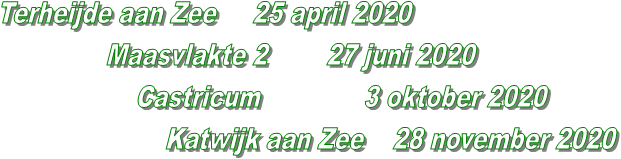 Terheijde aan Zee 25 april 2020
Maasvlakte 2 27 juni 2020
Castricum 3 oktober 2020
Katwijk aan Zee 28 november 2020